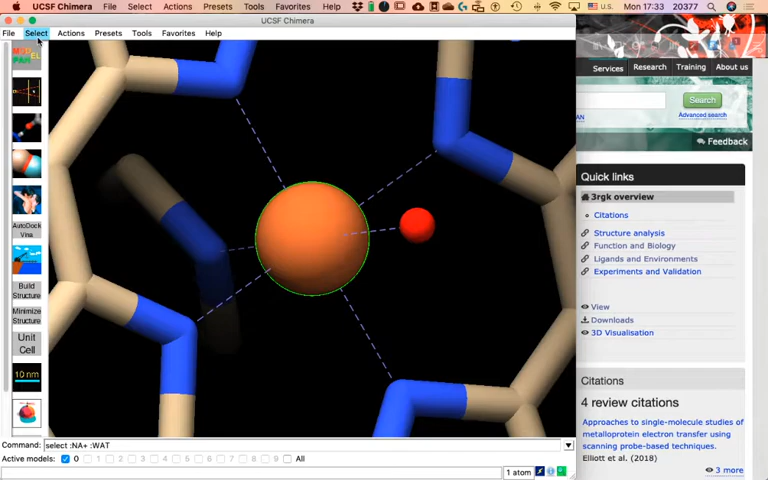 UCSF Chimera File Select Actions Presets Tools Favorites Help U.S. Mon 17:33 20377
UCSF Chimera
File Select Actions Presets Tools Favorites Help
AutoDock
Vina
Build
Structure
Minimize
Structure
Unit
Cell
10 nm
Command: select :NA+ :WAT
Active models: 0 1 2 3 4 5 6 7 8 9 All
1 atom
Services Research Training About us
Search
Advanced search
Feedback
Quick links
3rgk overview
Citations
Structure analysis
Function and Biology
Ligands and Environments
Experiments and Validation
View
Downloads
3D Visualisation
Citations
4 review citations
Approaches to single-molecule studies of
metalloprotein electron transfer using
scanning probe-based techniques.
Elliott et al. (2018)
3 more